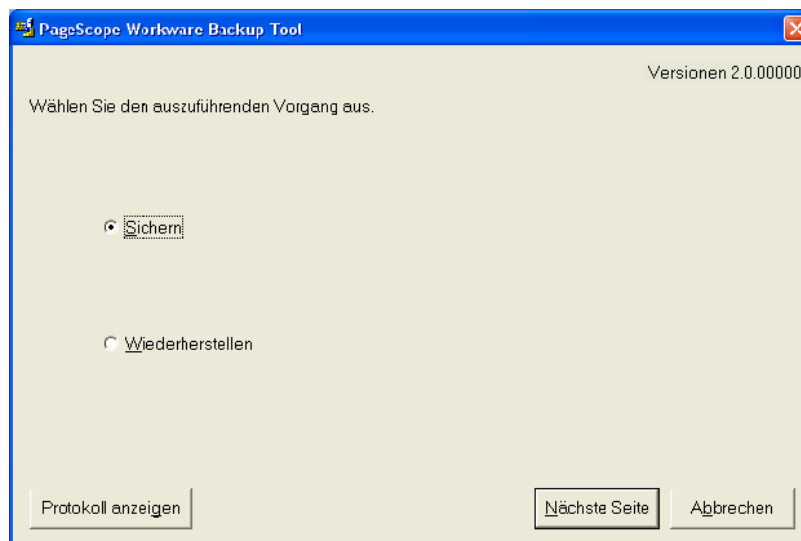 PageScope Workware Backup Tool
Versionen 2.0.00000
Wählen Sie den auszuführenden Vorgang aus.
Sichern
Wiederherstellen
Protokoll anzeigen
Nächste Seite
Abbrechen